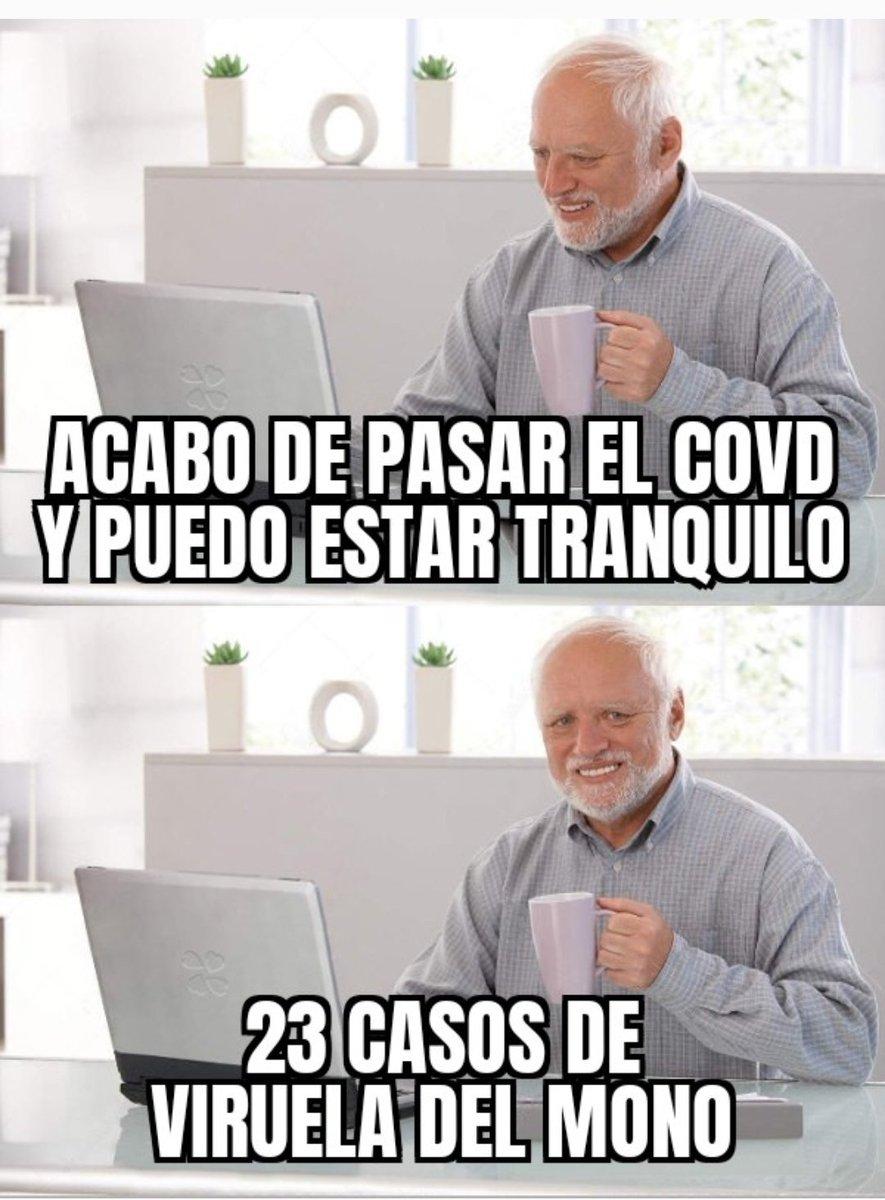 ACABO DE PASAR EL COVD
Y PUEDO ESTAR TRANQUILO
23 CASOS DE
VIRUELA DEL MONO